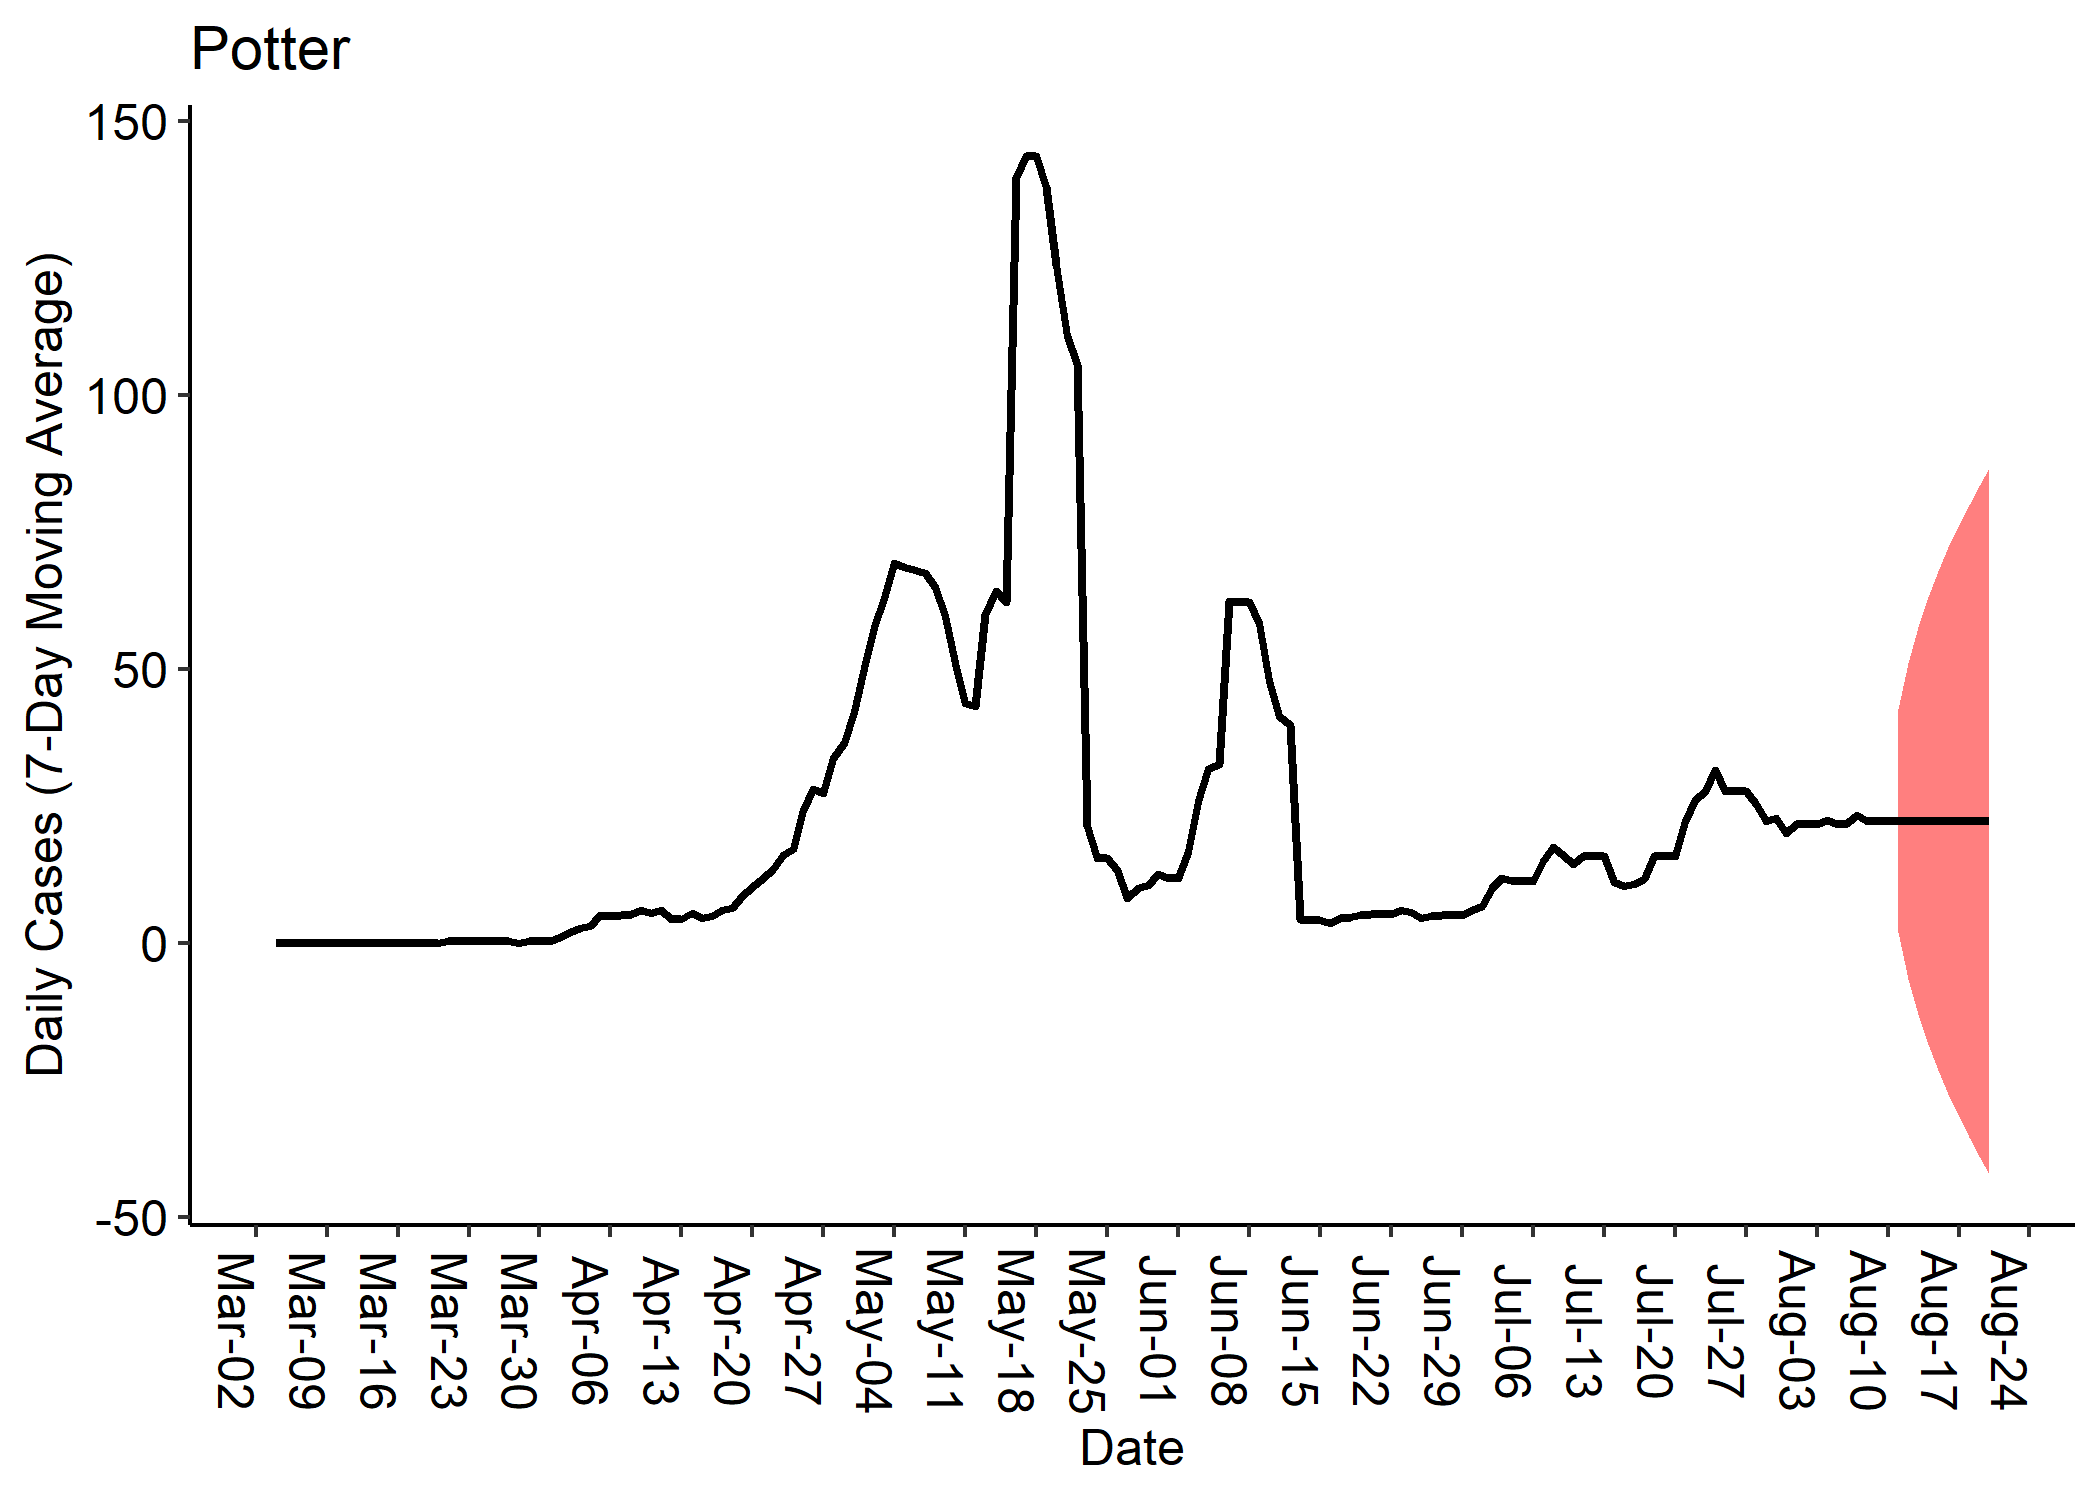 Potter
Daily Cases (7-Day Moving Average)
150
100
50
0
-50
Mar-02
Mar-09
Mar-16
Mar-23
Mar-30
Apr-06
Apr-13
Apr-20
Apr-27
May-04
May-11
May-18
May-25
Jun-01
Jun-08
Jun-15
Jun-22
Jun-29
Jul-06
Jul-13
Jul-20
Jul-27
Aug-03
Aug-10
Aug-17
Aug-24
Date